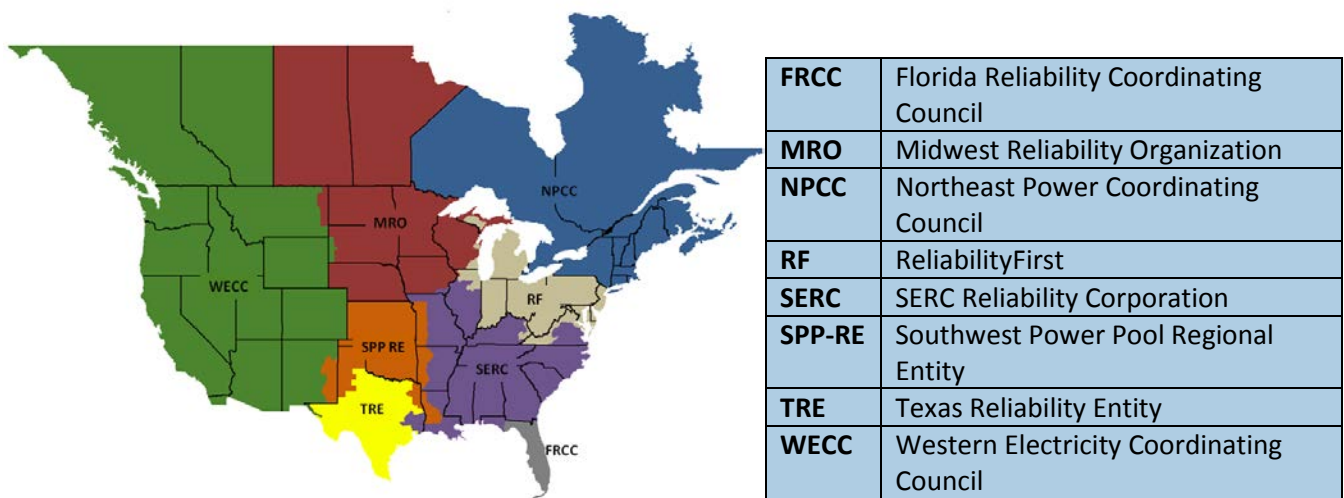 NPCC
MRO
WECC
RF
SPP RE
SERC
TRE
FRCC
FRCC Florida Reliability Coordinating
Council
MRO Midwest Reliability Organization
NPCC Northeast Power Coordinating
Council
RF ReliabilityFirst
SERC SERC Reliability Corporation
SPP-RE Southwest Power Pool Regional
Entity
TRE Texas Reliability Entity
WECC Western Electricity Coordinating
Council